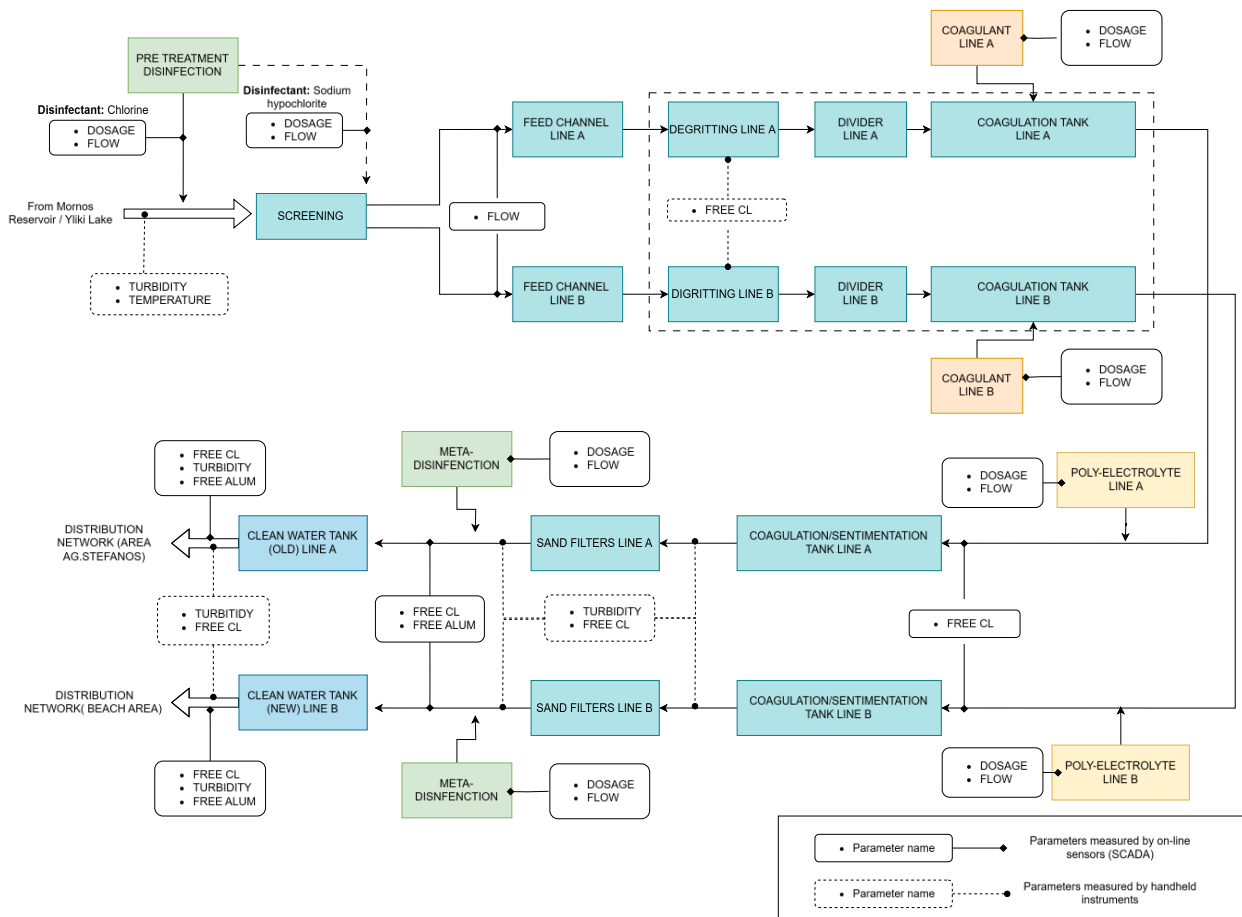 COAGULANT
LINE A
• DOSAGE
• FLOW
PRE TREATMENT
DISINFECTION
Disinfectant: Chlorine
• DOSAGE
• FLOW
Disinfectant: Sodium
hypochlorite
• DOSAGE
• FLOW
FEED CHANNEL
LINE A
DEGRITTING LINE A
DIVIDER
LINE A
COAGULATION TANK
LINE A
From Mornos
Reservoir / Yliki Lake
SCREENING
• FLOW
• FREE CL
• TURBIDITY
• TEMPERATURE
FEED CHANNEL
LINE B
DIGRITTING LINE B
DIVIDER
LINE B
COAGULATION TANK
LINE B
COAGULANT
LINE B
• DOSAGE
• FLOW
• FREE CL
• TURBIDITY
• FREE ALUM
META-
DISINFENCTION
• DOSAGE
• FLOW
• DOSAGE
• FLOW
POLY-ELECTROLYTE
LINE A
DISTRIBUTION
NETWORK (AREA
AG.STEFANOS)
CLEAN WATER TANK
(OLD) LINE A
SAND FILTERS LINE A
COAGULATION/SENTIMENTATION
TANK LINE A
• TURBITIDY
• FREE CL
• FREE CL
• FREE ALUM
• TURBIDITY
• FREE CL
• FREE CL
DISTRIBUTION
NETWORK( BEACH AREA)
CLEAN WATER TANK
(NEW) LINE B
SAND FILTERS LINE B
COAGULATION/SENTIMENTATION
TANK LINE B
• FREE CL
• TURBIDITY
• FREE ALUM
META-
DISNFENCTION
• DOSAGE
• FLOW
• DOSAGE
• FLOW
POLY-ELECTROLYTE
LINE B
• Parameter name
Parameters measured by on-line
sensors (SCADA)
• Parameter name
Parameters measured by handheld
instruments